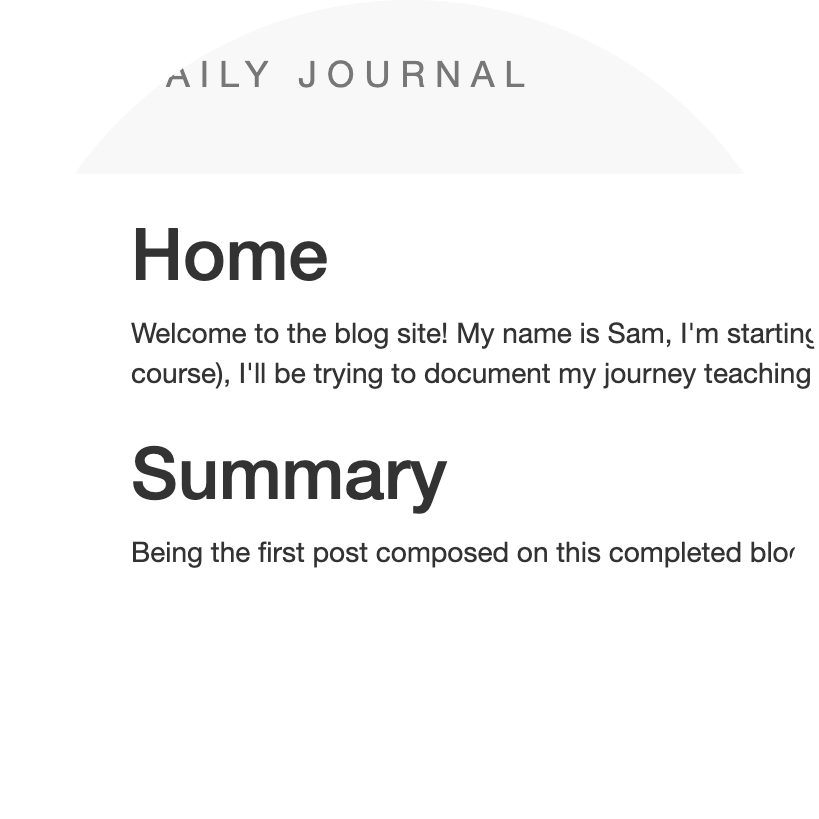 AILY JOURNAL
Home
Welcome to the blog site! My name is Sam, I'm starting
course), I'll be trying to document my journey teaching
Summary
Being the first post composed on this completed